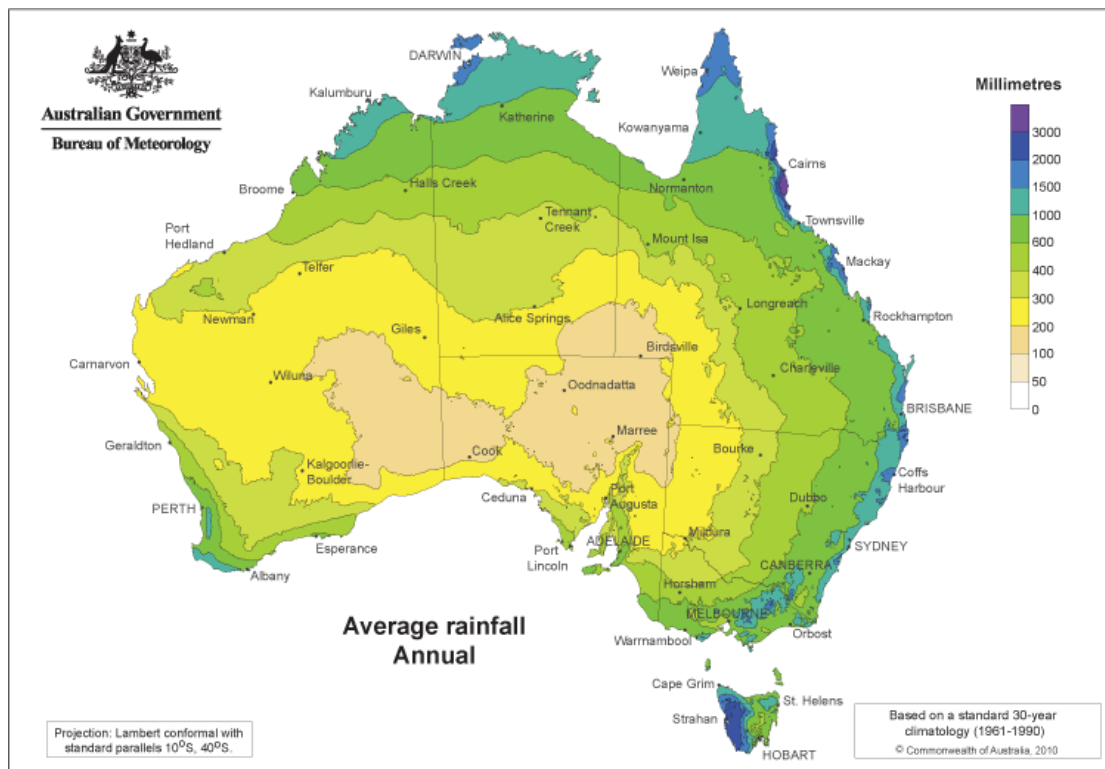 Australian Government
Bureau of Meteorology
DARWIN
Weipa
Kalumburu
Katherine
Kowanyama
Millimetres
3000
2000
1500
1000
600
400
300
200
100
50
0
Cairns
Broome
Halls Creek
Normanton
Townsville
Port
Hedland
Tennant
Creek
Mount Isa
Mackay
Telfer
Newman
Alice Springs
Longreach
Rockhampton
Giles
Birdsville
Carnarvon
Wiluna
Oodnadatta
Charleville
BRISBANE
Marree
Geraldton
Cook
Bourke
Kalgoorlie-
Boulder
Coffs
Harbour
Ceduna
Port
Augusta
Dubbo
PERTH
Mildura
SYDNEY
Esperance
ADELAIDE
Port
Lincoln
CANBERRA
Albany
Horsham
MELBOURNE
Warrnambool
Orbost
Average rainfall
Annual
Cape Grim
St. Helens
Strahan
HOBART
Projection: Lambert conformal with
standard parallels 10°S, 40°S.
Based on a standard 30-year
climatology (1961-1990)
© Commonwealth of Australia, 2010